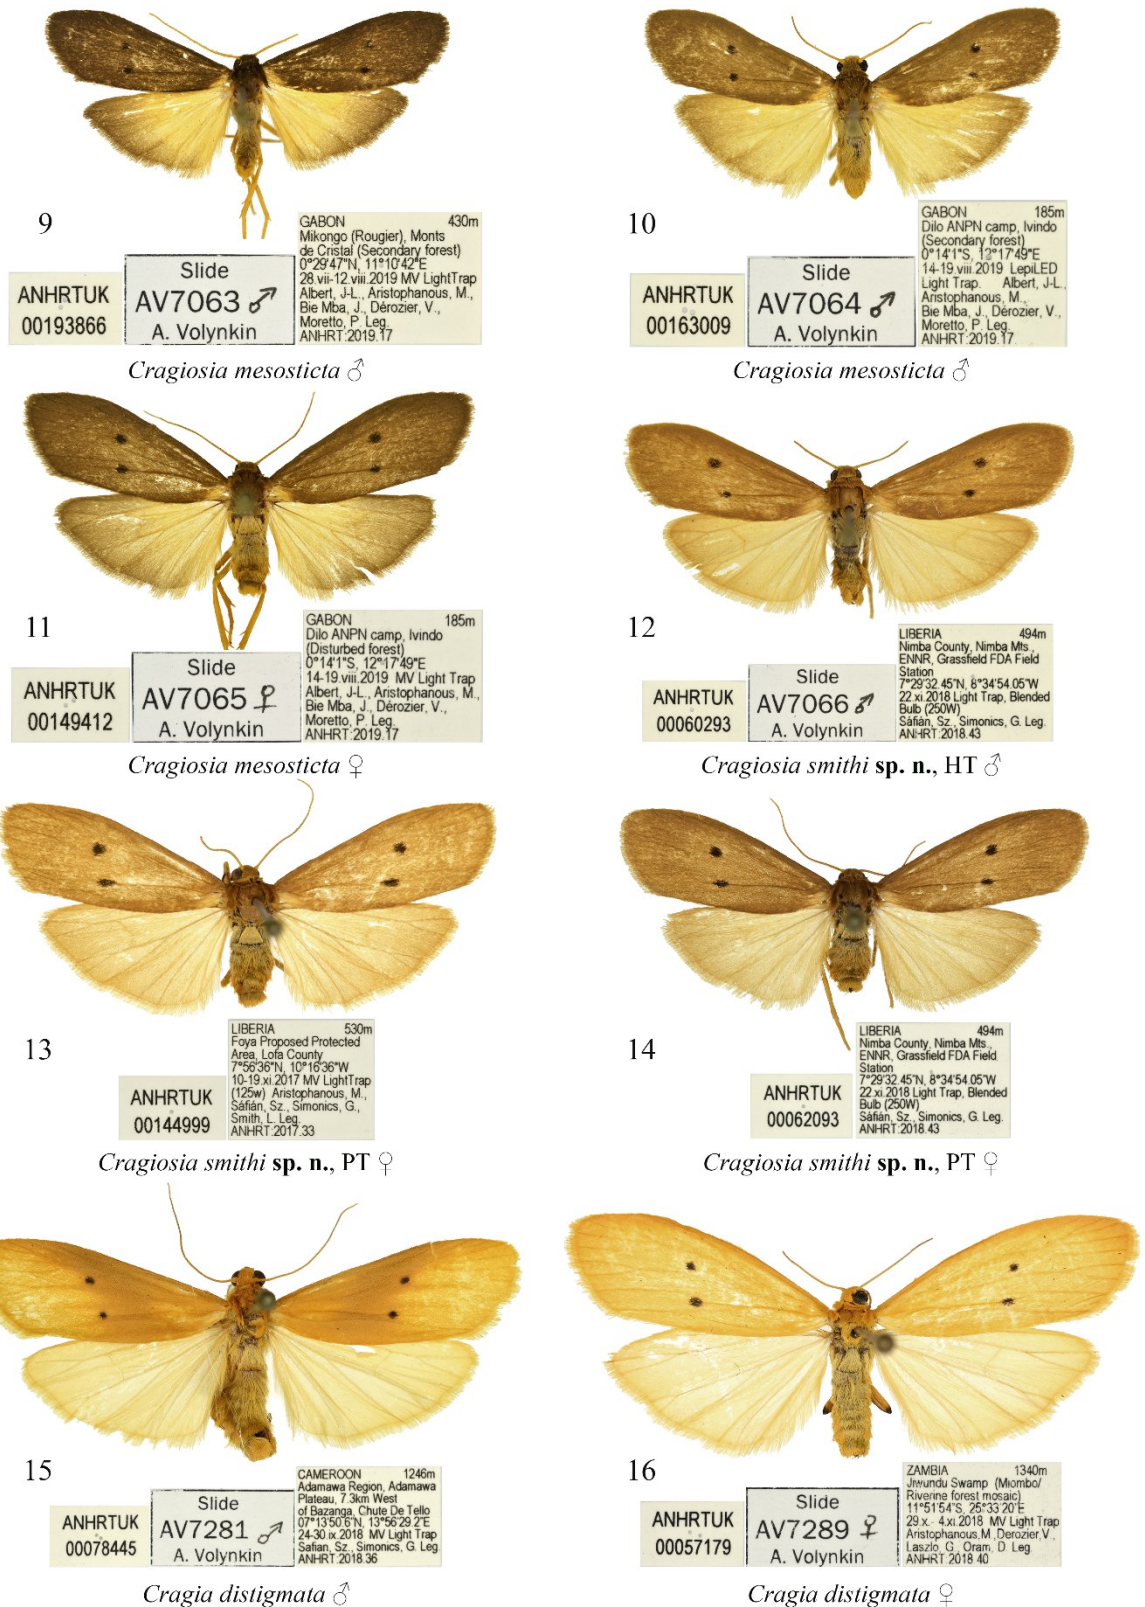 9
ANHRTUK
00193866
Slide
AV7063 ♂
A. Volynkin
GABON 430m
Mikongo (Rougier), Monts
de Cristal (Secondary forest)
0°29'47"N, 11°10'42"E
28.vii-12.viii.2019 MV LightTrap
Albert, J-L., Aristophanous, M.,
Bie Mba, J., Dérozier, V.,
Moretto, P. Leg.
ANHRT:2019.17
Cragiosia mesosticta ♂
10
ANHRTUK
00163009
Slide
AV7064 ♂
A. Volynkin
GABON 185m
Dilo ANPN camp, Ivindo
(Secondary forest)
0°14'1"S, 12°17'49"E
14-19.viii.2019 LepiLED
Light Trap. Albert, J-L.,
Aristophanous, M.,
Bie Mba, J., Dérozier, V.,
Moretto, P. Leg.
ANHRT:2019.17
Cragiosia mesosticta ♂
11
ANHRTUK
00149412
Slide
AV7065 ♀
A. Volynkin
GABON 185m
Dilo ANPN camp, Ivindo
(Disturbed forest)
0°14'1"S, 12°17'49"E
14-19.viii.2019 MV Light Trap
Albert, J-L., Aristophanous, M.,
Bie Mba, J., Dérozier, V.,
Moretto, P. Leg.
ANHRT:2019.17
Cragiosia mesosticta ♀
12
ANHRTUK
00060293
Slide
AV7066 ♂
A. Volynkin
LIBERIA 494m
Nimba County, Nimba Mts.,
ENNR, Grassfield FDA Field
Station
7°29'32.45"N, 8°34'54.05"W
22.xi.2018 Light Trap, Blended
Bulb (250W)
Sáfián, Sz., Simonics, G. Leg.
ANHRT:2018.43
Cragiosia smithi sp. n., HT ♂
13
ANHRTUK
00144999
LIBERIA 530m
Foya Proposed Protected
Area, Lofa County
7°56'36"N, 10°16'36"W
10-19.xi.2017 MV LightTrap
(125w) Aristophanous, M.,
Sáfián, Sz., Simonics, G.,
Smith, L. Leg.
ANHRT:2017.33
Cragiosia smithi sp. n., PT ♀
14
ANHRTUK
00062093
LIBERIA 494m
Nimba County, Nimba Mts.,
ENNR, Grassfield FDA Field
Station
7°29'32.45"N, 8°34'54.05"W
22.xi.2018 Light Trap, Blended
Bulb (250W)
Sáfián, Sz., Simonics, G. Leg.
ANHRT:2018.43
Cragiosia smithi sp. n., PT ♀
15
ANHRTUK
00078445
Slide
AV7281 ♂
A. Volynkin
CAMEROON 1246m
Adamawa Region, Adamawa
Plateau, 7.3km West
of Bazanga, Chute De Tello
07°13'50.6"N, 13°56'29.2"E
24-30.ix.2018 MV Light Trap
Safian, Sz., Simonics, G. Leg.
ANHRT:2018.36
Cragia distigmata ♂
16
ANHRTUK
00057179
Slide
AV7289 ♀
A. Volynkin
ZAMBIA 1340m
Jiwundu Swamp (Miombo/
Riverine forest mosaic)
11°51'54"S, 25°33'20"E
29.x.- 4.xi.2018 MV Light Trap
Aristophanous, M., Derozier, V.,
Laszlo, G., Oram, D. Leg.
ANHRT:2018.40
Cragia distigmata ♀